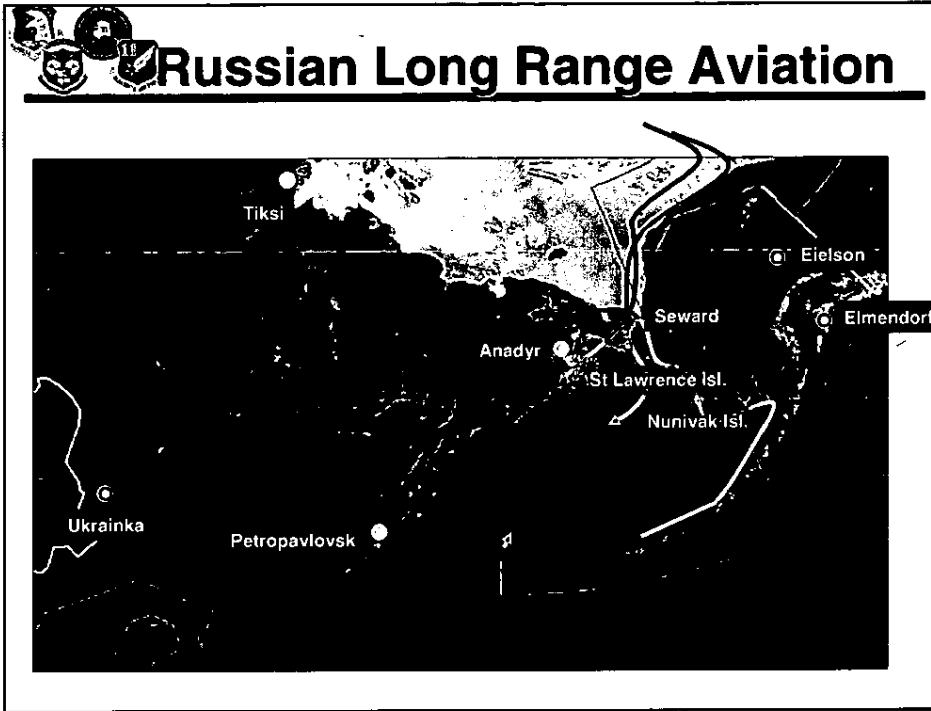 Russian Long Range Aviation
Tiksi
Eielson
Seward
Elmendorf
Anadyr
St Lawrence Isl.
Nunivak Isl.
Ukrainka
Petropavlovsk